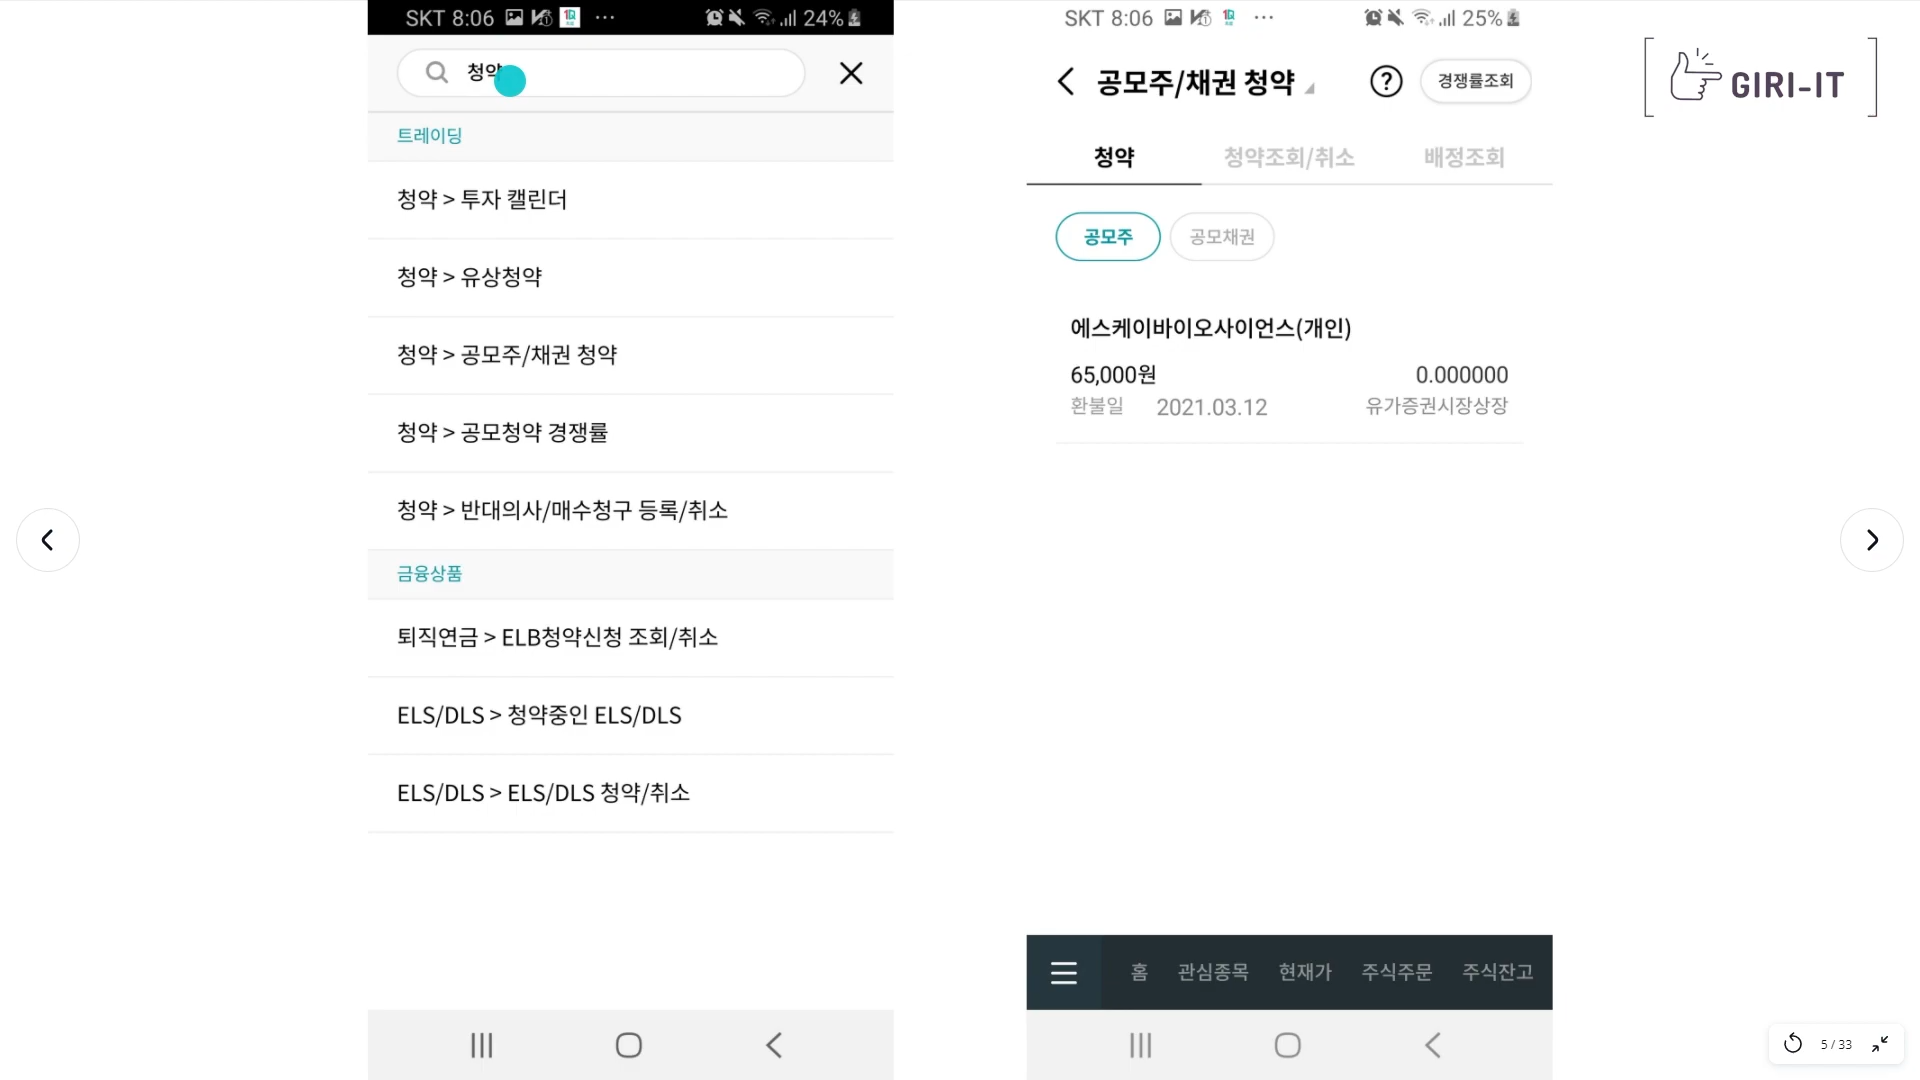 SKT 8:06
24%
청약
트레이딩
청약 > 투자 캘린더
청약 > 유상청약
청약 > 공모주/채권 청약
청약 > 공모청약 경쟁률
청약 > 반대의사/매수청구 등록/취소
금융상품
퇴직연금 > ELB청약신청 조회/취소
ELS/DLS > 청약중인 ELS/DLS
ELS/DLS > ELS/DLS 청약/취소
SKT 8:06
25%
공모주/채권 청약
경쟁률조회
청약 청약조회/취소 배정조회
공모주 공모채권
에스케이바이오사이언스(개인)
65,000원 0.000000
환불일 2021.03.12 유가증권시장상장
홈 관심종목 현재가 주식주문 주식잔고
GIRI-IT
5 / 33